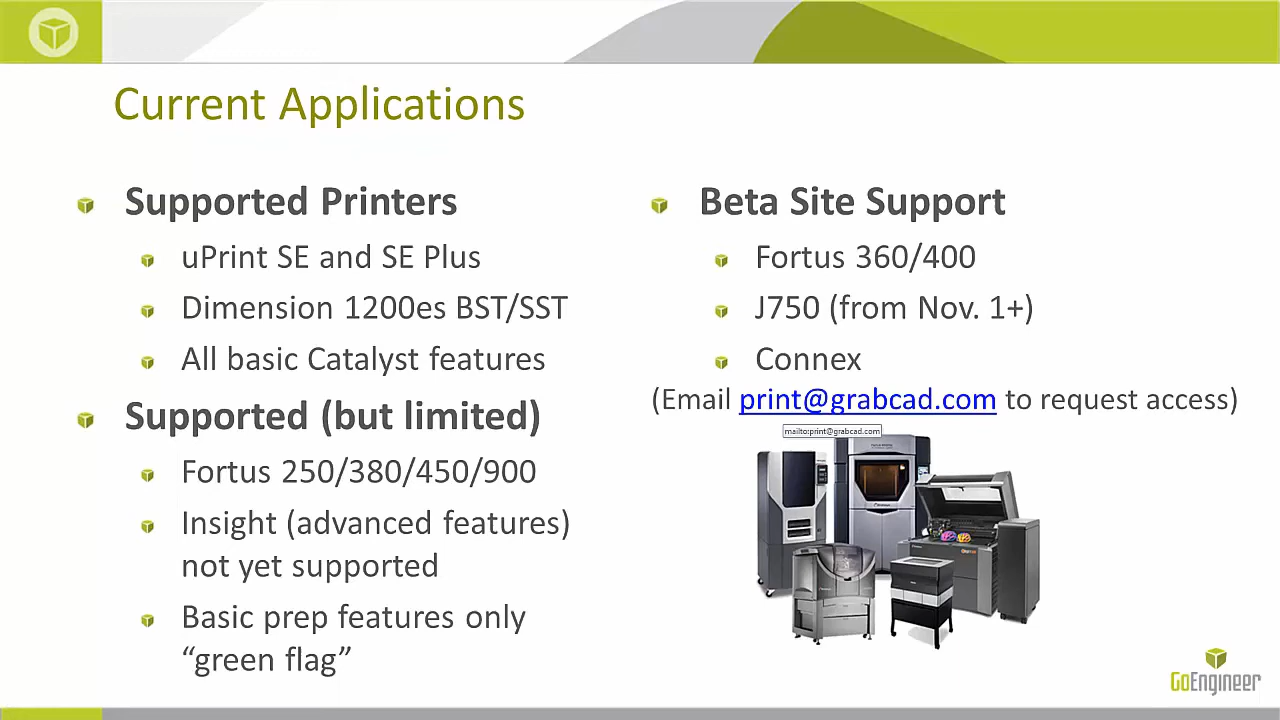 Current Applications
Supported Printers
uPrint SE and SE Plus
Dimension 1200es BST/SST
All basic Catalyst features
Supported (but limited)
Fortus 250/380/450/900
Insight (advanced features)
not yet supported
Basic prep features only
“green flag”
Beta Site Support
Fortus 360/400
J750 (from Nov. 1+)
Connex
(Email print@grabcad.com to request access)
mailto:print@grabcad.com
GoEngineer